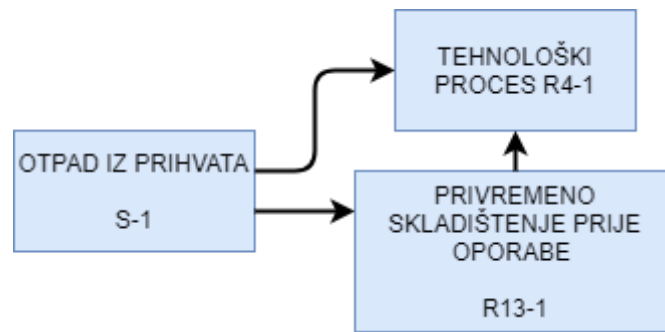 TEHNOLOŠKI
PROCES R4-1
OTPAD IZ PRIHVATA
S-1
PRIVREMENO
SKLADIŠTENJE PRIJE
OPORABE
R13-1